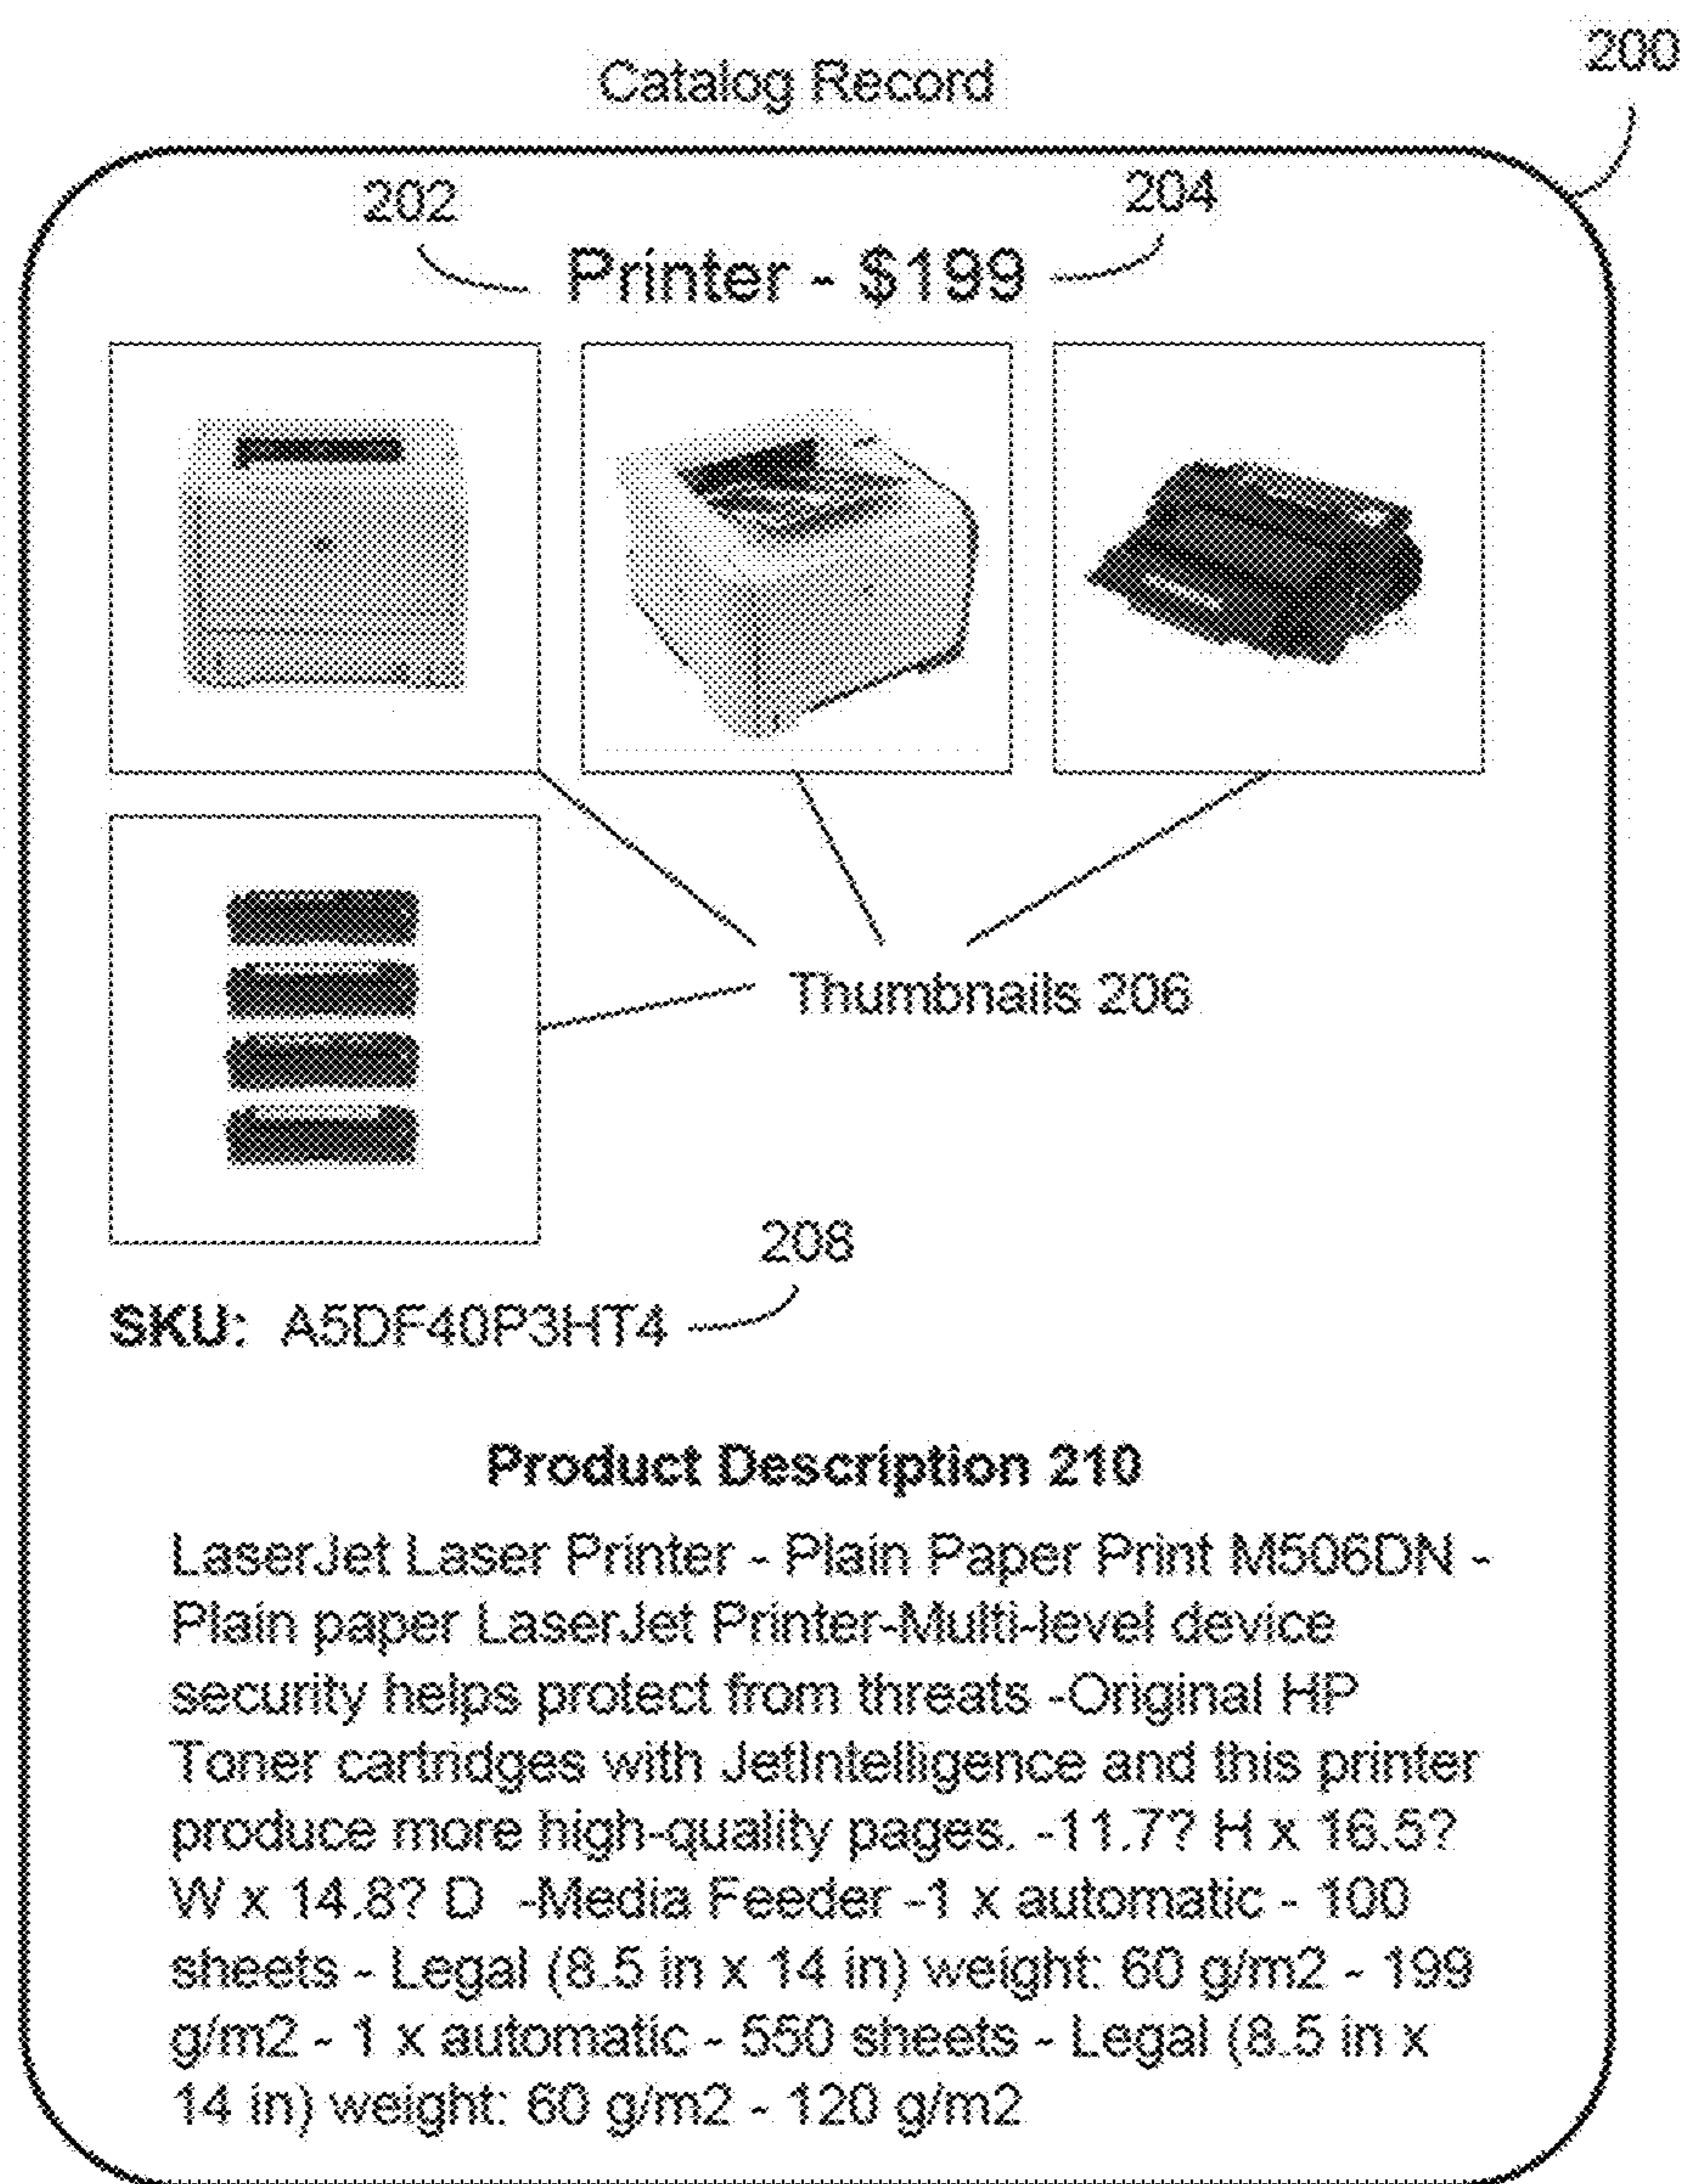 200
Catalog Record
202
204
Printer - $199
Thumbnails 206
208
SKU: A5DF40P3HT4
Product Description 210
LaserJet Laser Printer - Plain Paper Print M506DN -
Plain paper LaserJet Printer-Multi-level device
security helps protect from threats -Original HP
Toner cartridges with JetIntelligence and this printer
produce more high-quality pages. -11.7? H x 16.5?
W x 14.8? D -Media Feeder -1 x automatic - 100
sheets - Legal (8.5 in x 14 in) weight: 60 g/m2 - 199
g/m2 - 1 x automatic - 550 sheets - Legal (8.5 in x
14 in) weight: 60 g/m2 - 120 g/m2